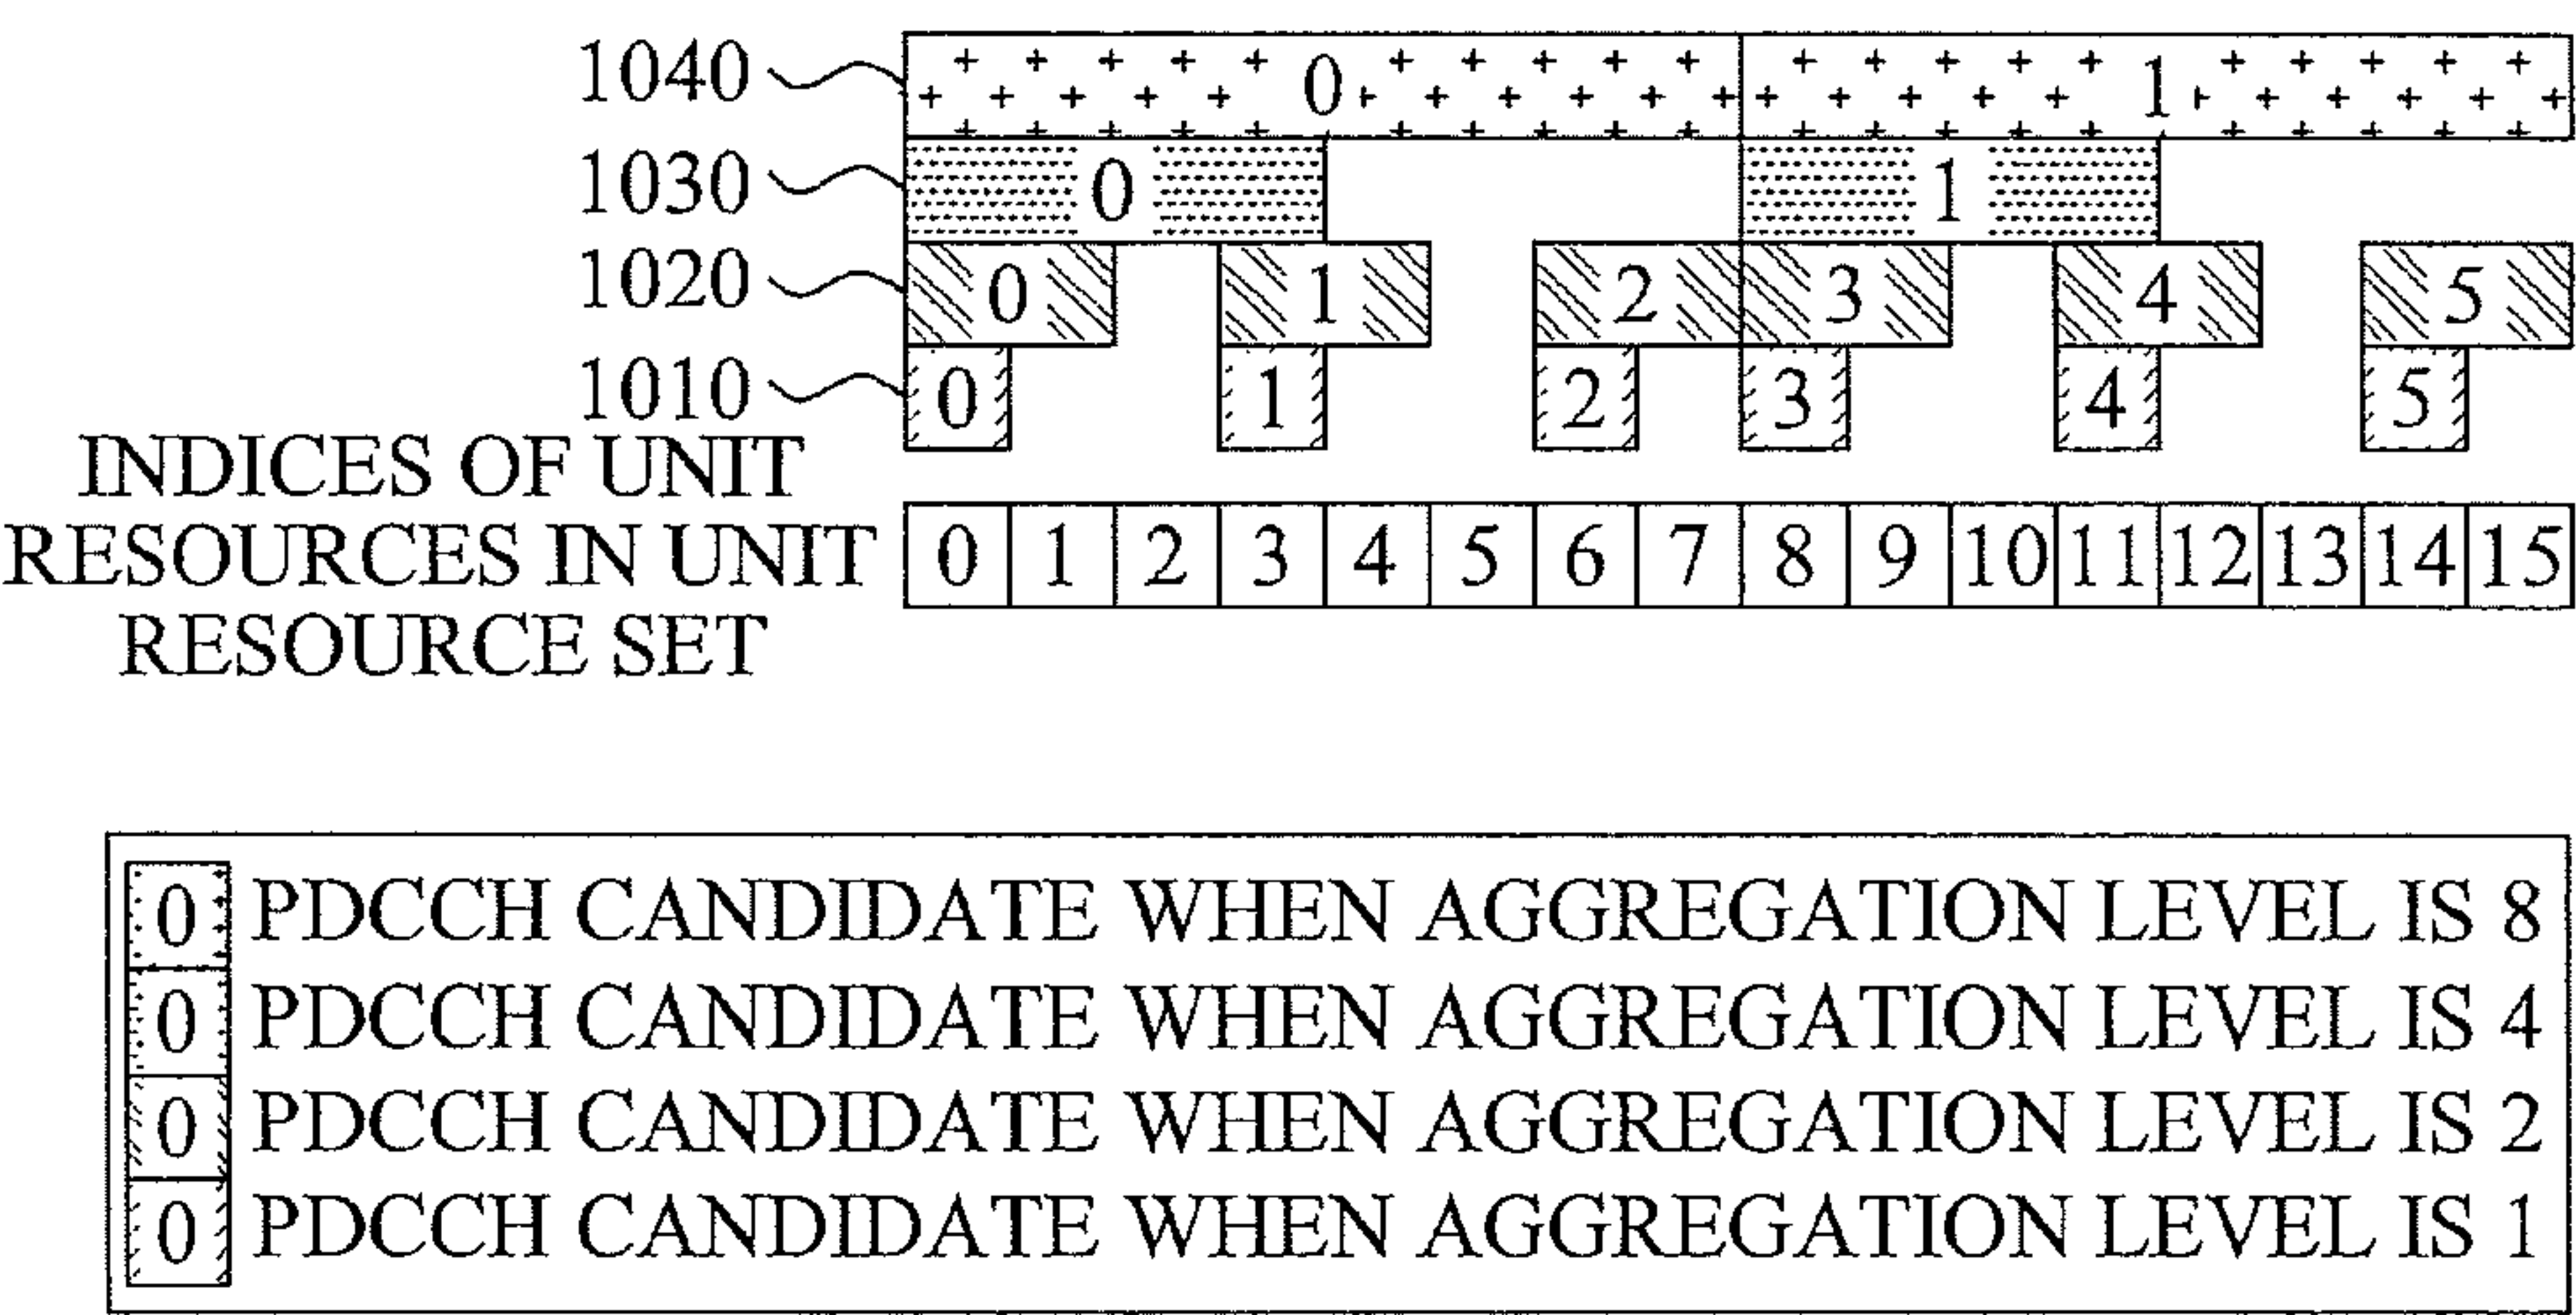 1040 0 1
1030 0 1
1020 0 1 2 3 4 5
1010 0 1 2 3 4 5
INDICES OF UNIT
RESOURCES IN UNIT
RESOURCE SET
0 1 2 3 4 5 6 7 8 9 10 11 12 13 14 15
0 PDCCH CANDIDATE WHEN AGGREGATION LEVEL IS 8
0 PDCCH CANDIDATE WHEN AGGREGATION LEVEL IS 4
0 PDCCH CANDIDATE WHEN AGGREGATION LEVEL IS 2
0 PDCCH CANDIDATE WHEN AGGREGATION LEVEL IS 1